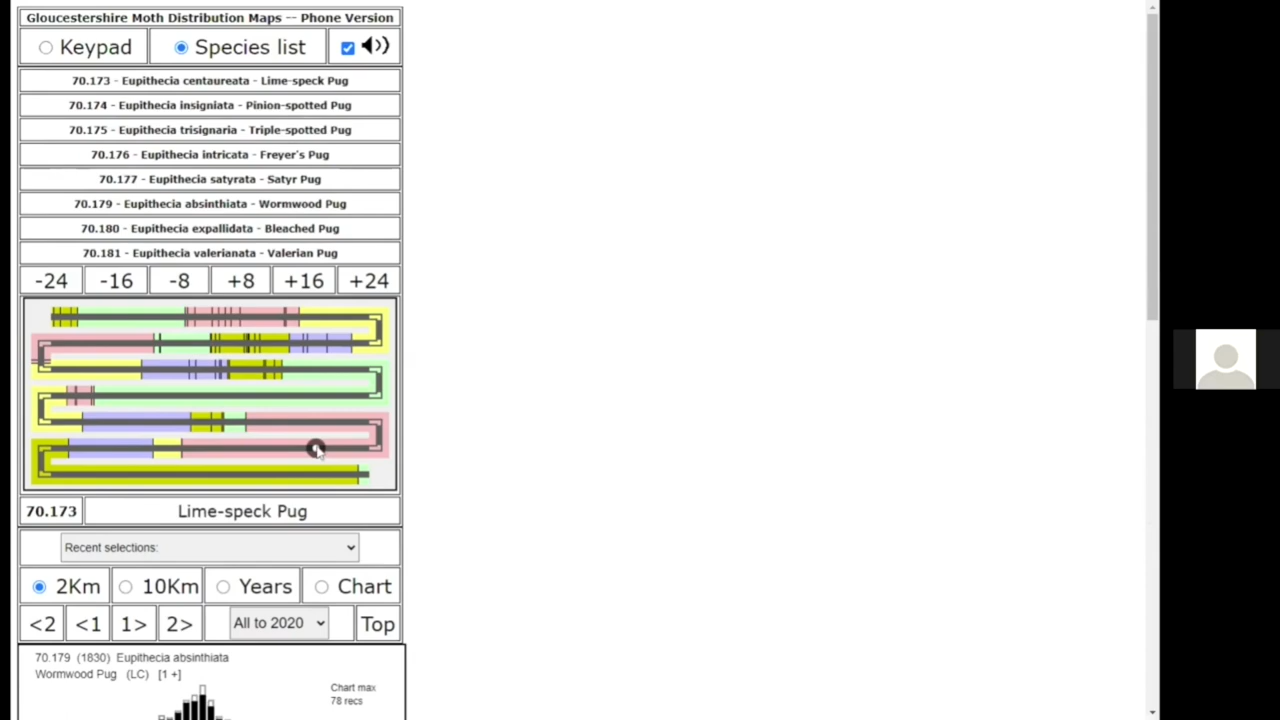 Gloucestershire Moth Distribution Maps -- Phone Version
Keypad Species list
70.173 - Eupithecia centaureata - Lime-speck Pug
70.174 - Eupithecia insigniata - Pinion-spotted Pug
70.175 - Eupithecia trisignaria - Triple-spotted Pug
70.176 - Eupithecia intricata - Freyer's Pug
70.177 - Eupithecia satyrata - Satyr Pug
70.179 - Eupithecia absinthiata - Wormwood Pug
70.180 - Eupithecia expallidata - Bleached Pug
70.181 - Eupithecia valerianata - Valerian Pug
-24 -16 -8 +8 +16 +24
70.173 Lime-speck Pug
Recent selections:
2Km 10Km Years Chart
<2 <1 1> 2> All to 2020 Top
70.179 (1830) Eupithecia absinthiata
Wormwood Pug (LC) [1 +]
Chart max
78 recs